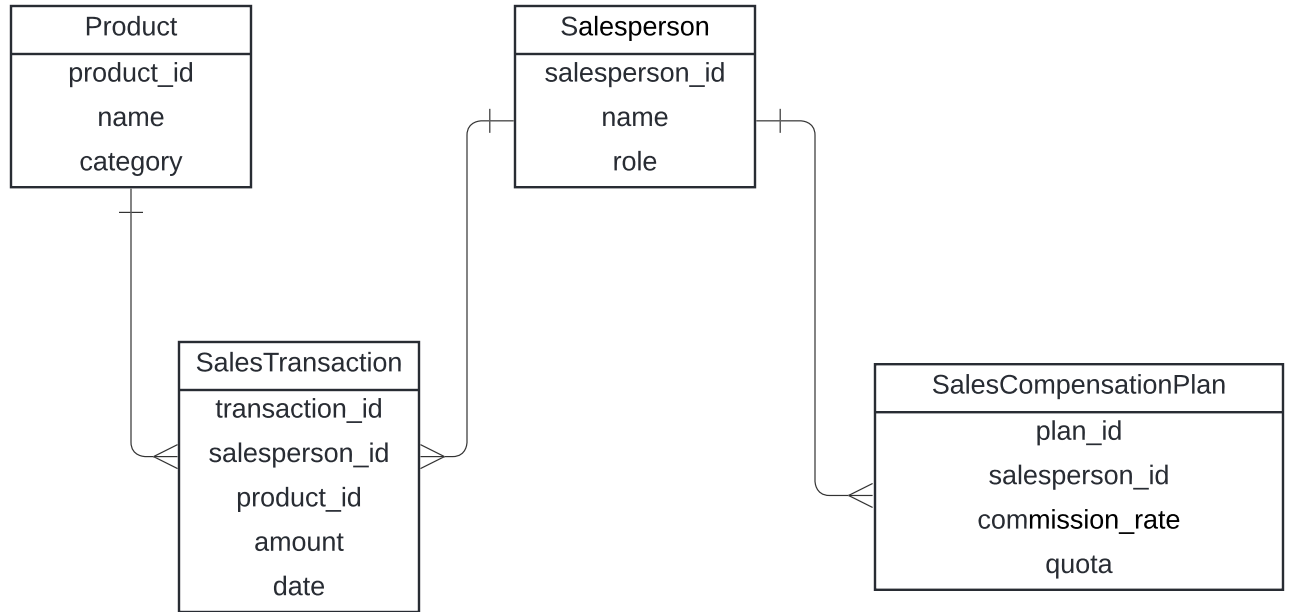 Product
product_id
name
category
Salesperson
salesperson_id
name
role
SalesTransaction
transaction_id
salesperson_id
product_id
amount
date
SalesCompensationPlan
plan_id
salesperson_id
commission_rate
quota